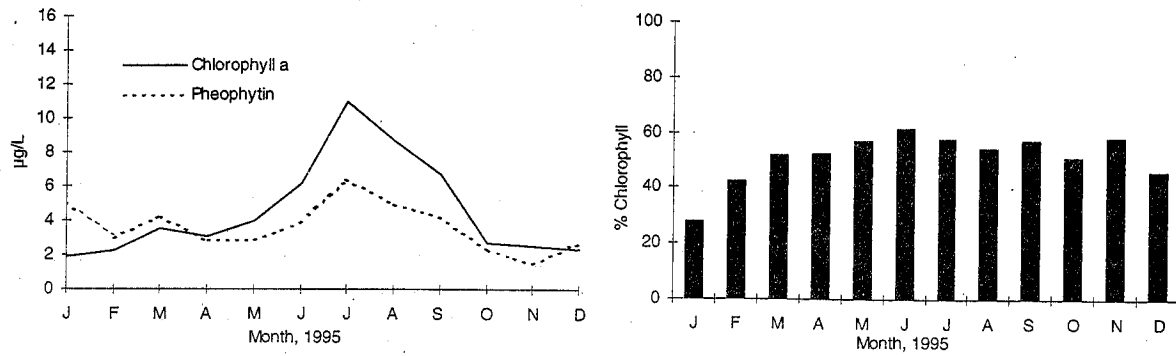 16
14
12
10
8
6
4
2
0
µg/L
Chlorophyll a
Pheophytin
J F M A M J J A S O N D
Month, 1995
100
80
60
40
20
0
% Chlorophyll
J F M A M J J A S O N D
Month, 1995